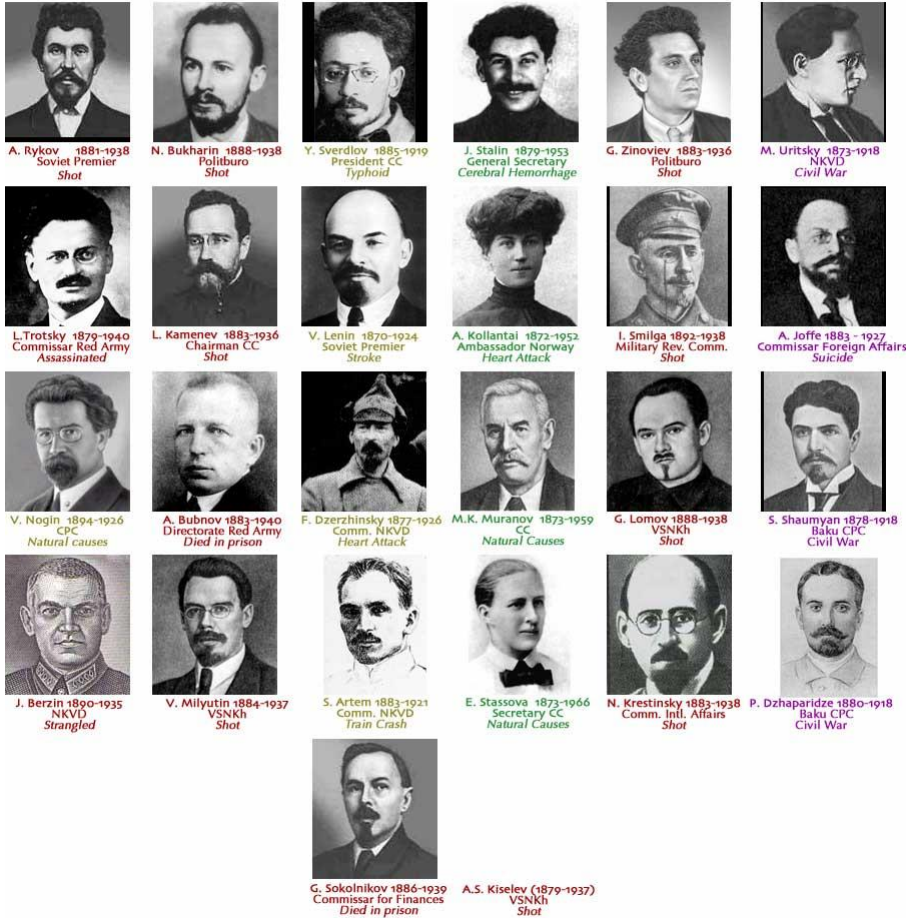 A. Rykov 1881-1938
Soviet Premier
Shot
N. Bukharin 1888-1938
Politburo
Shot
Y. Sverdlov 1885-1919
President CC
Typhoid
J. Stalin 1879-1953
General Secretary
Cerebral Hemorrhage
G. Zinoviev 1883-1936
Politburo
Shot
M. Uritsky 1873-1918
NKVD
Civil War
L.Trotsky 1879-1940
Commissar Red Army
Assassinated
L. Kamenev 1883-1936
Chairman CC
Shot
V. Lenin 1870-1924
Soviet Premier
Stroke
A. Kollantai 1872-1952
Ambassador Norway
Heart Attack
I. Smilga 1892-1938
Military Rev. Comm.
Shot
A. Joffe 1883 - 1927
Commissar Foreign Affairs
Suicide
V. Nogin 1894-1926
CPC
Natural causes
A. Bubnov 1883-1940
Directorate Red Army
Died in prison
F. Dzerzhinsky 1877-1926
Comm. NKVD
Heart Attack
M.K. Muranov 1873-1959
CC
Natural Causes
G. Lomov 1888-1938
VSNKh
Shot
S. Shaumyan 1878-1918
Baku CPC
Civil War
J. Berzin 1890-1935
NKVD
Strangled
V. Milyutin 1884-1937
VSNKh
Shot
S. Artem 1883-1921
Comm. NKVD
Train Crash
E. Stassova 1873-1966
Secretary CC
Natural Causes
N. Krestinsky 1883-1938
Comm. Intl. Affairs
Shot
P. Dzhaparidze 1880-1918
Baku CPC
Civil War
G. Sokolnikov 1886-1939
Commissar for Finances
Died in prison
A.S. Kiselev (1879-1937)
VSNKh
Shot